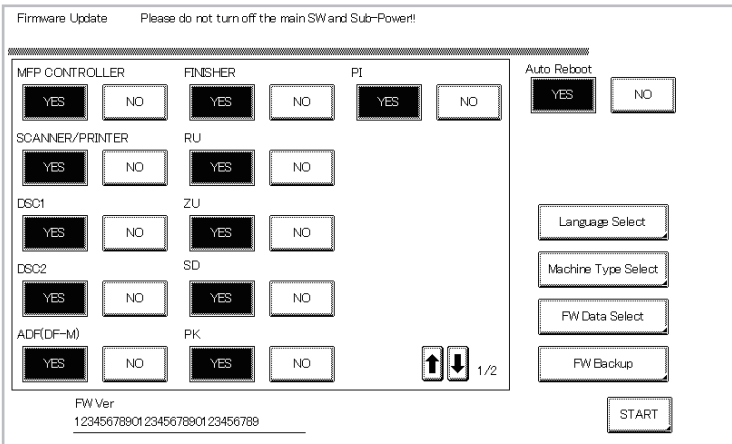 Firmware Update Please do not turn off the main SW and Sub-Power!!
MFP CONTROLLER FINISHER PI Auto Reboot
YES NO YES NO YES NO YES NO
SCANNER/PRINTER RU
YES NO YES NO
DSC1 ZU
YES NO YES NO
Language Select
DSC2 SD
Machine Type Select
YES NO YES NO
FW Data Select
ADF(DF-M) PK
YES NO YES NO 1/2 FW Backup
FW Ver
12345678901234567890123456789
START